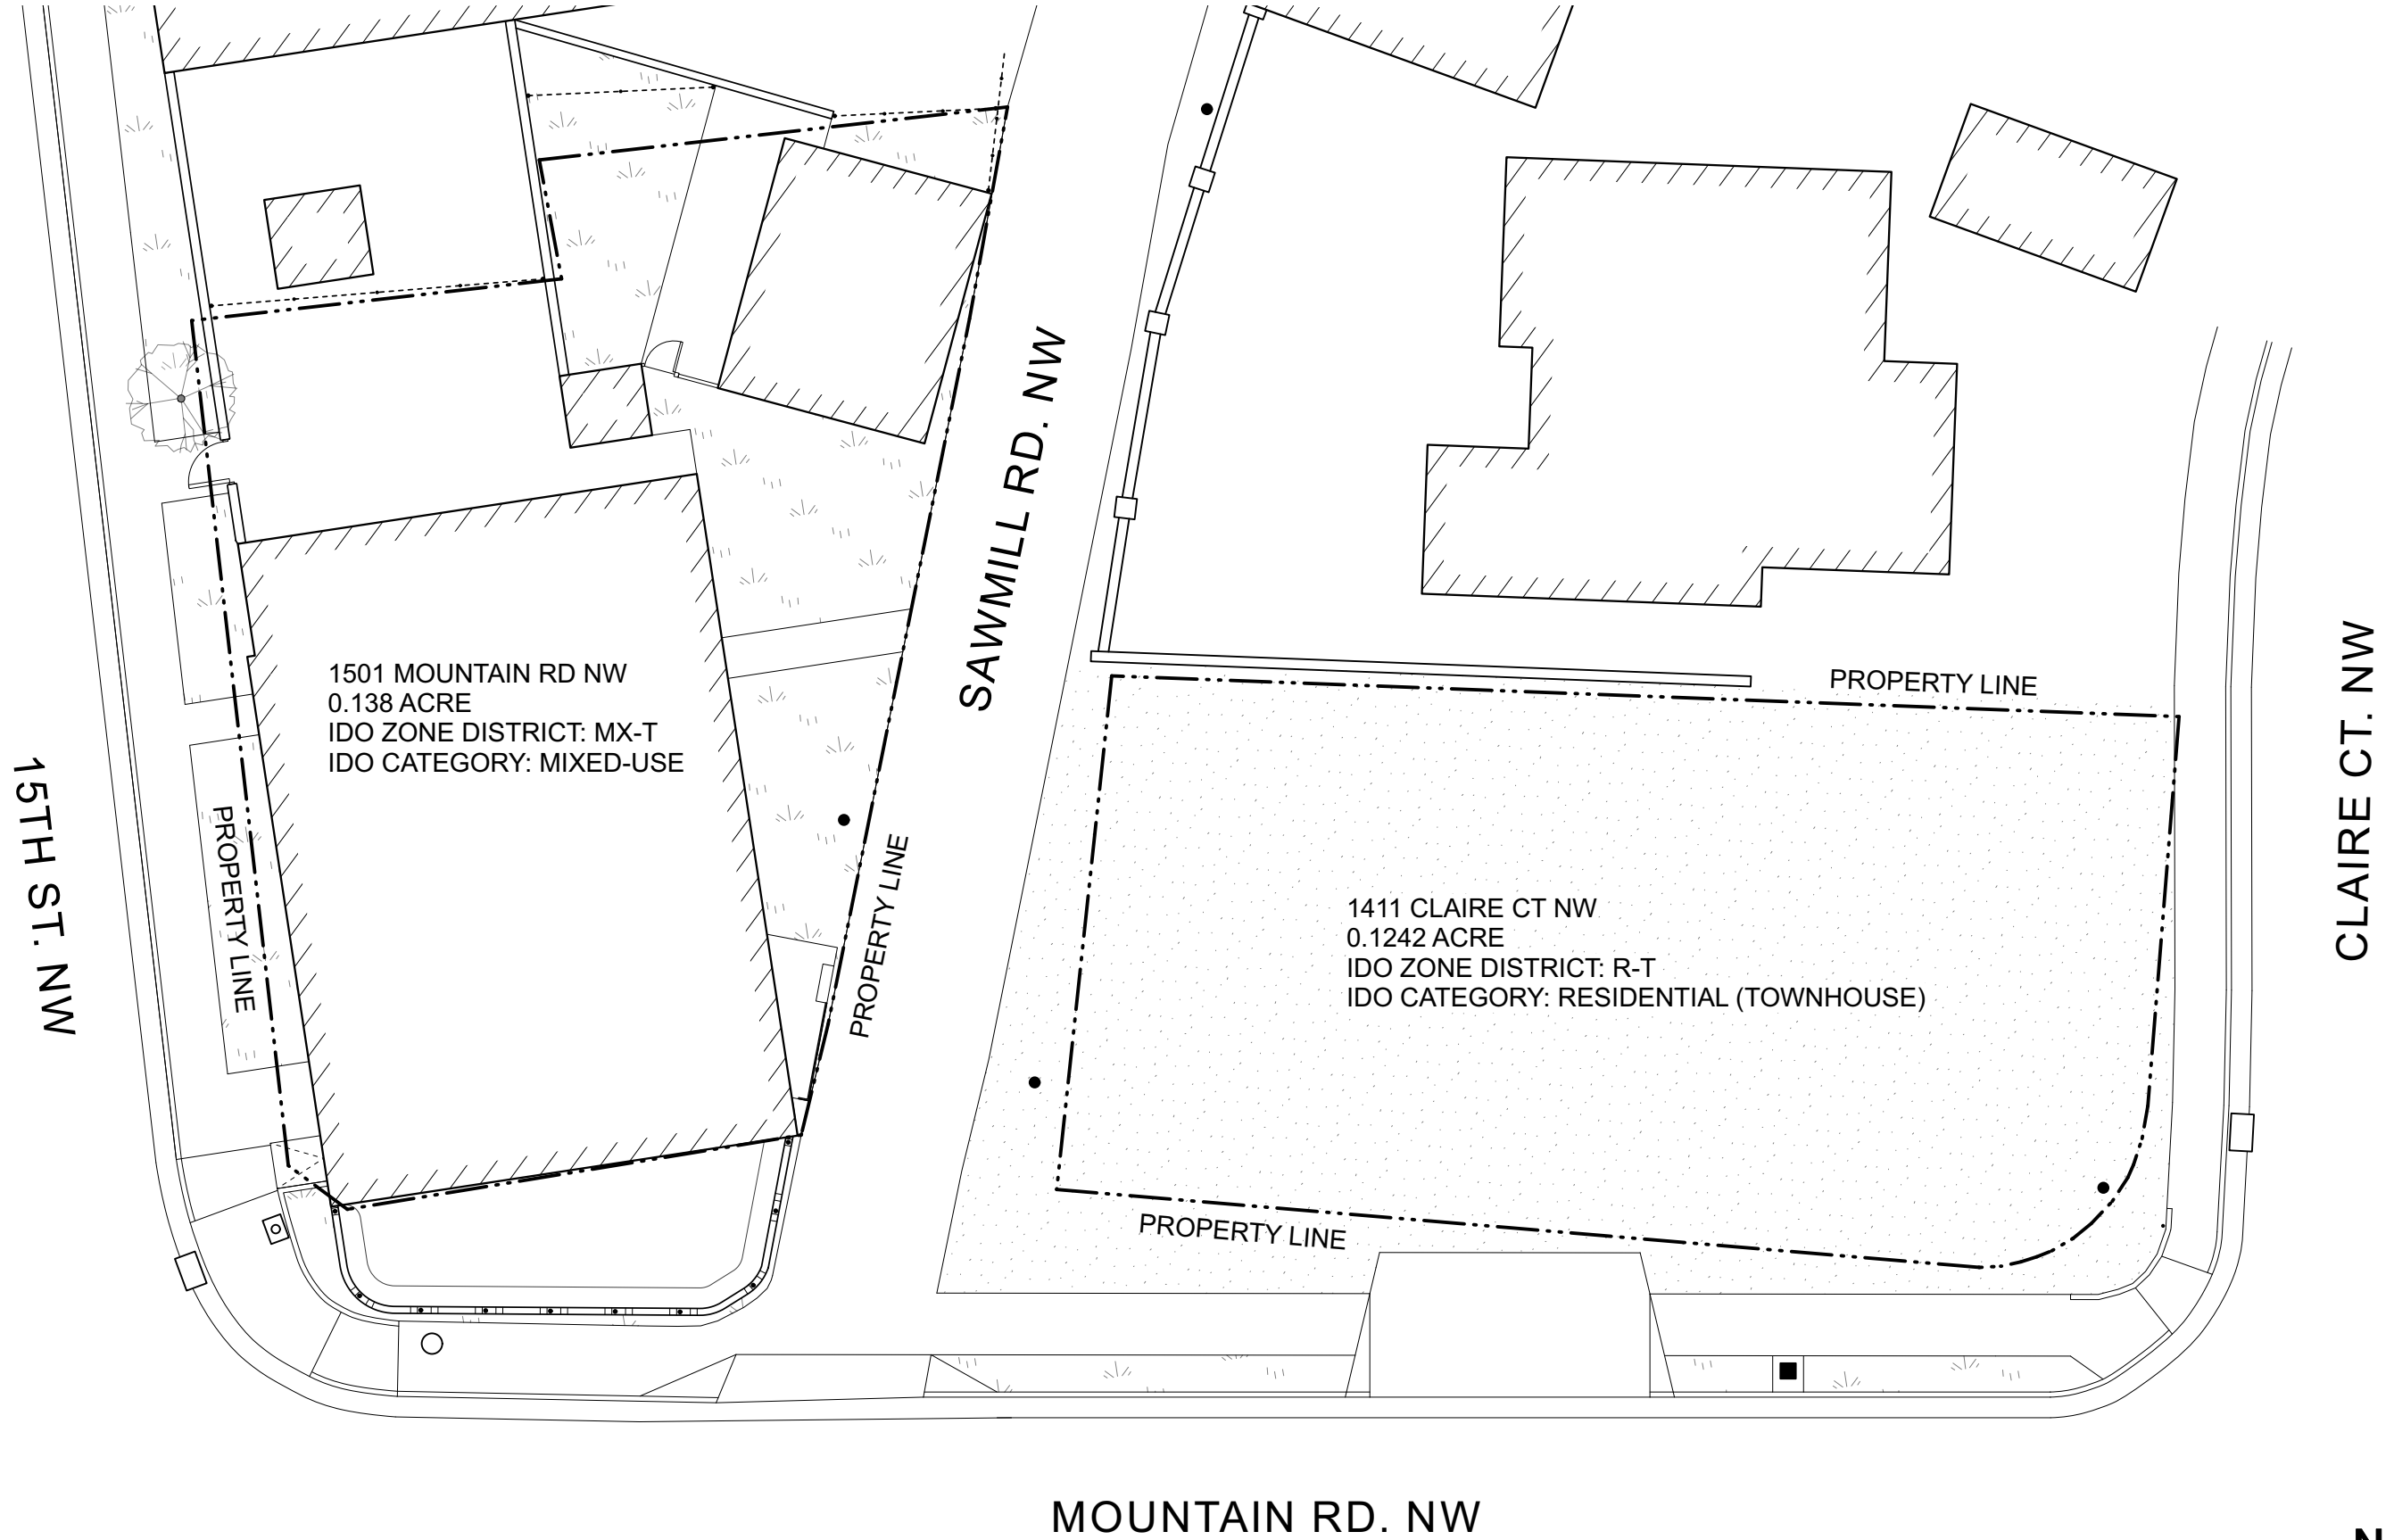 SAWMILL RD. NW
1501 MOUNTAIN RD NW
0.138 ACRE
IDO ZONE DISTRICT: MX-T
IDO CATEGORY: MIXED-USE
PROPERTY LINE
CLAIRE CT. NW
15TH ST. NW
PROPERTY LINE
PROPERTY LINE
1411 CLAIRE CT NW
0.1242 ACRE
IDO ZONE DISTRICT: R-T
IDO CATEGORY: RESIDENTIAL (TOWNHOUSE)
PROPERTY LINE
MOUNTAIN RD. NW
N